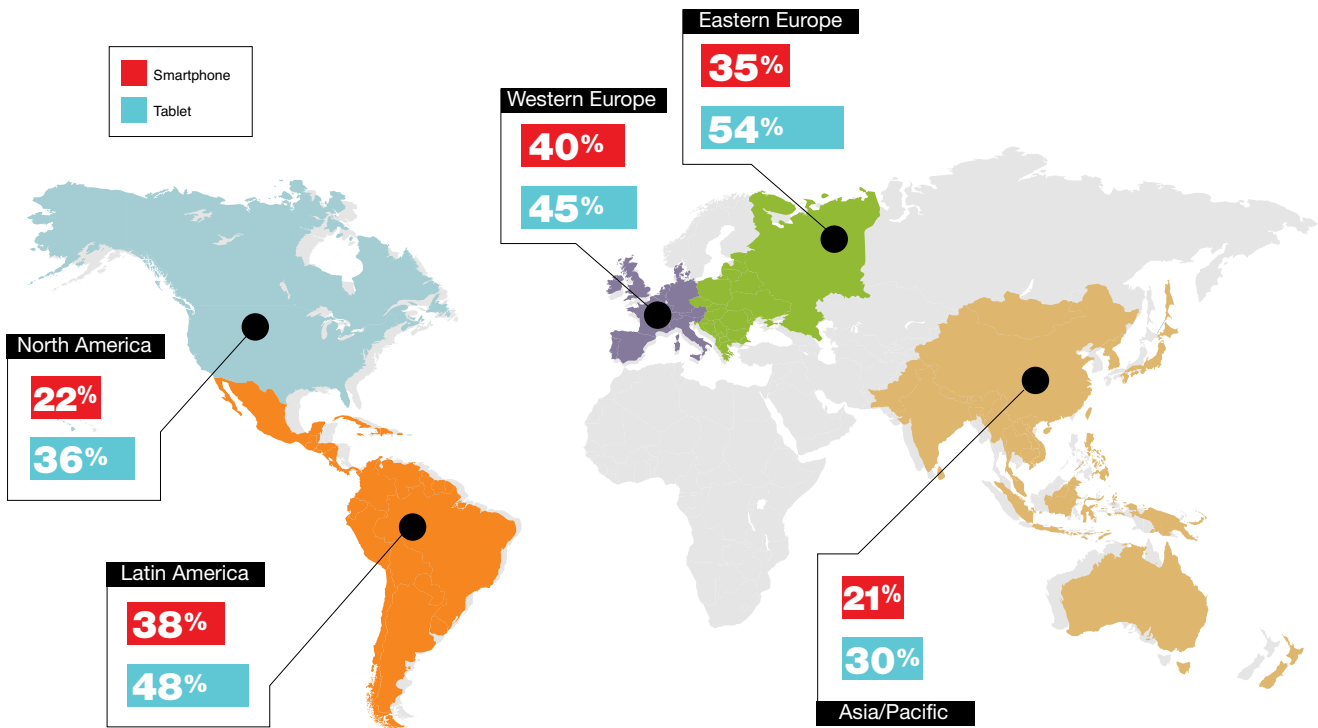 Smartphone
Tablet
Eastern Europe
35%
54%
Western Europe
40%
45%
North America
22%
36%
Latin America
38%
48%
21%
30%
Asia/Pacific